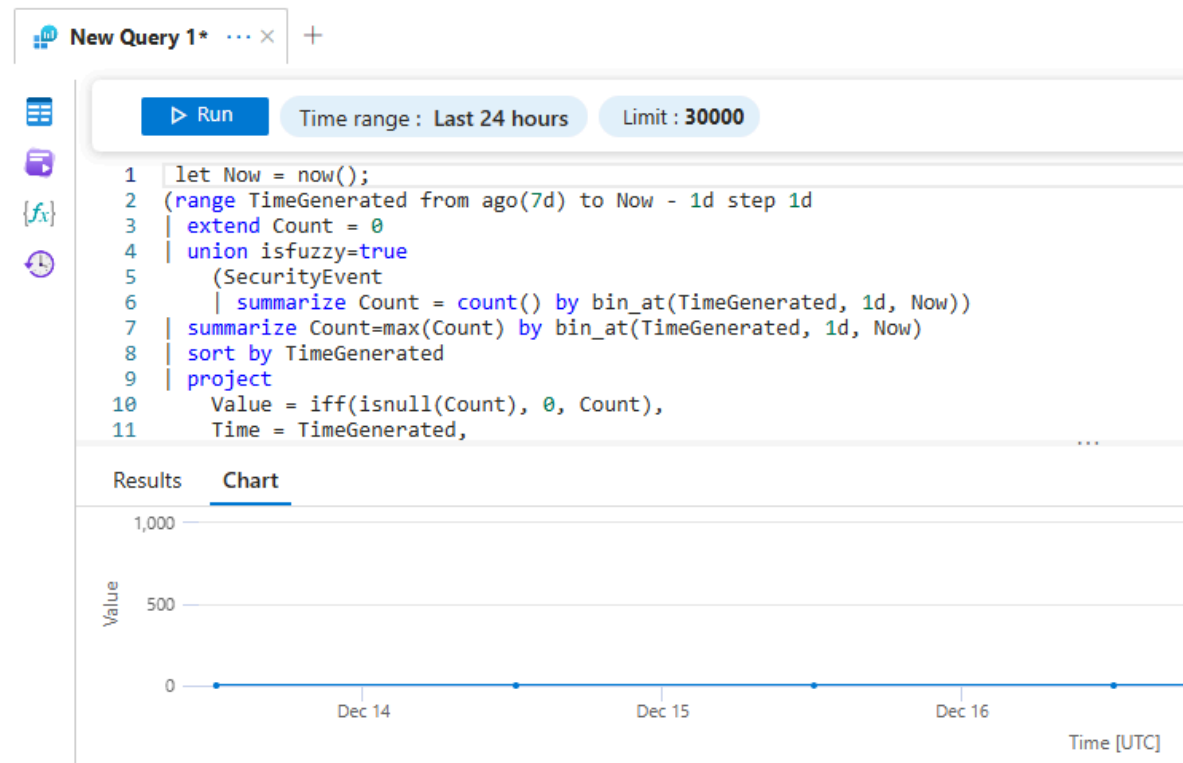 New Query 1* ··· ×  +
Run  Time range : Last 24 hours  Limit : 30000
1 let Now = now();
2 (range TimeGenerated from ago(7d) to Now - 1d step 1d
3 | extend Count = 0
4 | union isfuzzy=true
5 (SecurityEvent
6 | summarize Count = count() by bin_at(TimeGenerated, 1d, Now))
7 | summarize Count=max(Count) by bin_at(TimeGenerated, 1d, Now)
8 | sort by TimeGenerated
9 | project
10 Value = iff(isnull(Count), 0, Count),
11 Time = TimeGenerated,
Results  Chart
1,000
Value
500
0
Dec 14  Dec 15  Dec 16
Time [UTC]